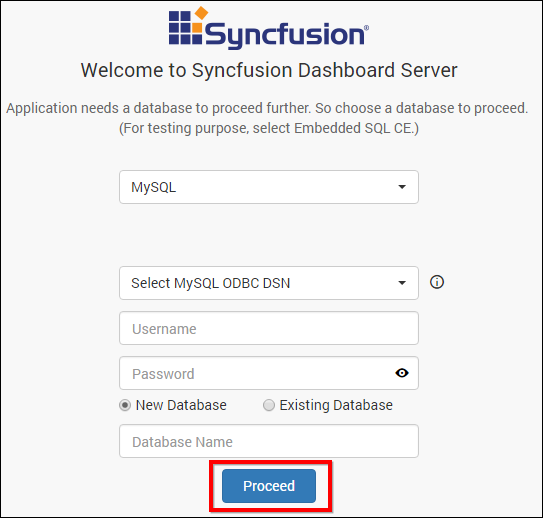 Syncfusion®
Welcome to Syncfusion Dashboard Server
Application needs a database to proceed further. So choose a database to proceed.
(For testing purpose, select Embedded SQL CE.)
MySQL
Select MySQL ODBC DSN
Username
Password
New Database Existing Database
Database Name
Proceed